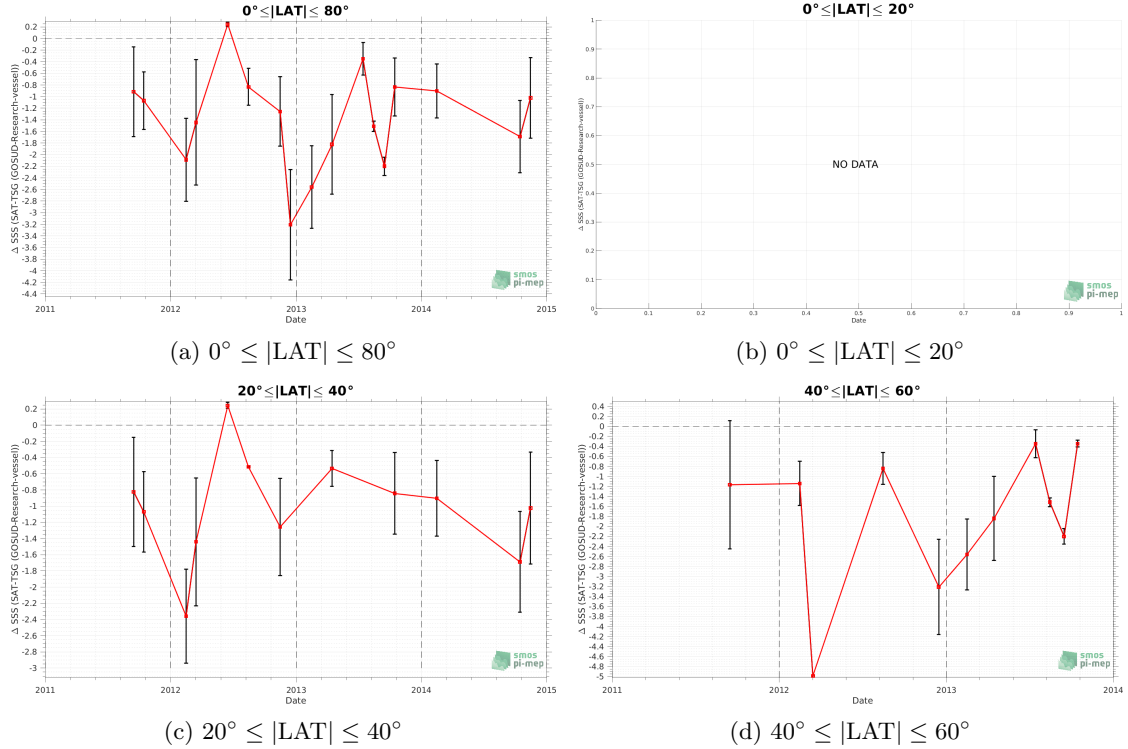 0°≤|LAT|≤ 80°
0.2
0
-0.2
-0.4
-0.6
-0.8
-1
-1.2
-1.4
-1.6
-1.8
-2
-2.2
-2.4
-2.6
-2.8
-3
-3.2
-3.4
-3.6
-3.8
-4
-4.2
-4.4
Δ SSS (SAT-TSG (GOSUD-Research-vessel))
2011 2012 2013 2014 2015
Date
smos
pi-mep
(a) 0° ≤ |LAT| ≤ 80°
0°≤|LAT|≤ 20°
1
0.9
0.8
0.7
0.6
0.5
0.4
0.3
0.2
0.1
0
Δ SSS (SAT-TSG (GOSUD-Research-vessel))
NO DATA
0 0.1 0.2 0.3 0.4 0.5 0.6 0.7 0.8 0.9 1
Date
smos
pi-mep
(b) 0° ≤ |LAT| ≤ 20°
20°≤|LAT|≤ 40°
0.2
0
-0.2
-0.4
-0.6
-0.8
-1
-1.2
-1.4
-1.6
-1.8
-2
-2.2
-2.4
-2.6
-2.8
-3
Δ SSS (SAT-TSG (GOSUD-Research-vessel))
2011 2012 2013 2014 2015
Date
smos
pi-mep
(c) 20° ≤ |LAT| ≤ 40°
40°≤|LAT|≤ 60°
0.4
0.2
0
-0.2
-0.4
-0.6
-0.8
-1
-1.2
-1.4
-1.6
-1.8
-2
-2.2
-2.4
-2.6
-2.8
-3
-3.2
-3.4
-3.6
-3.8
-4
-4.2
-4.4
-4.6
-4.8
-5
Δ SSS (SAT-TSG (GOSUD-Research-vessel))
2011 2012 2013 2014
Date
smos
pi-mep
(d) 40° ≤ |LAT| ≤ 60°